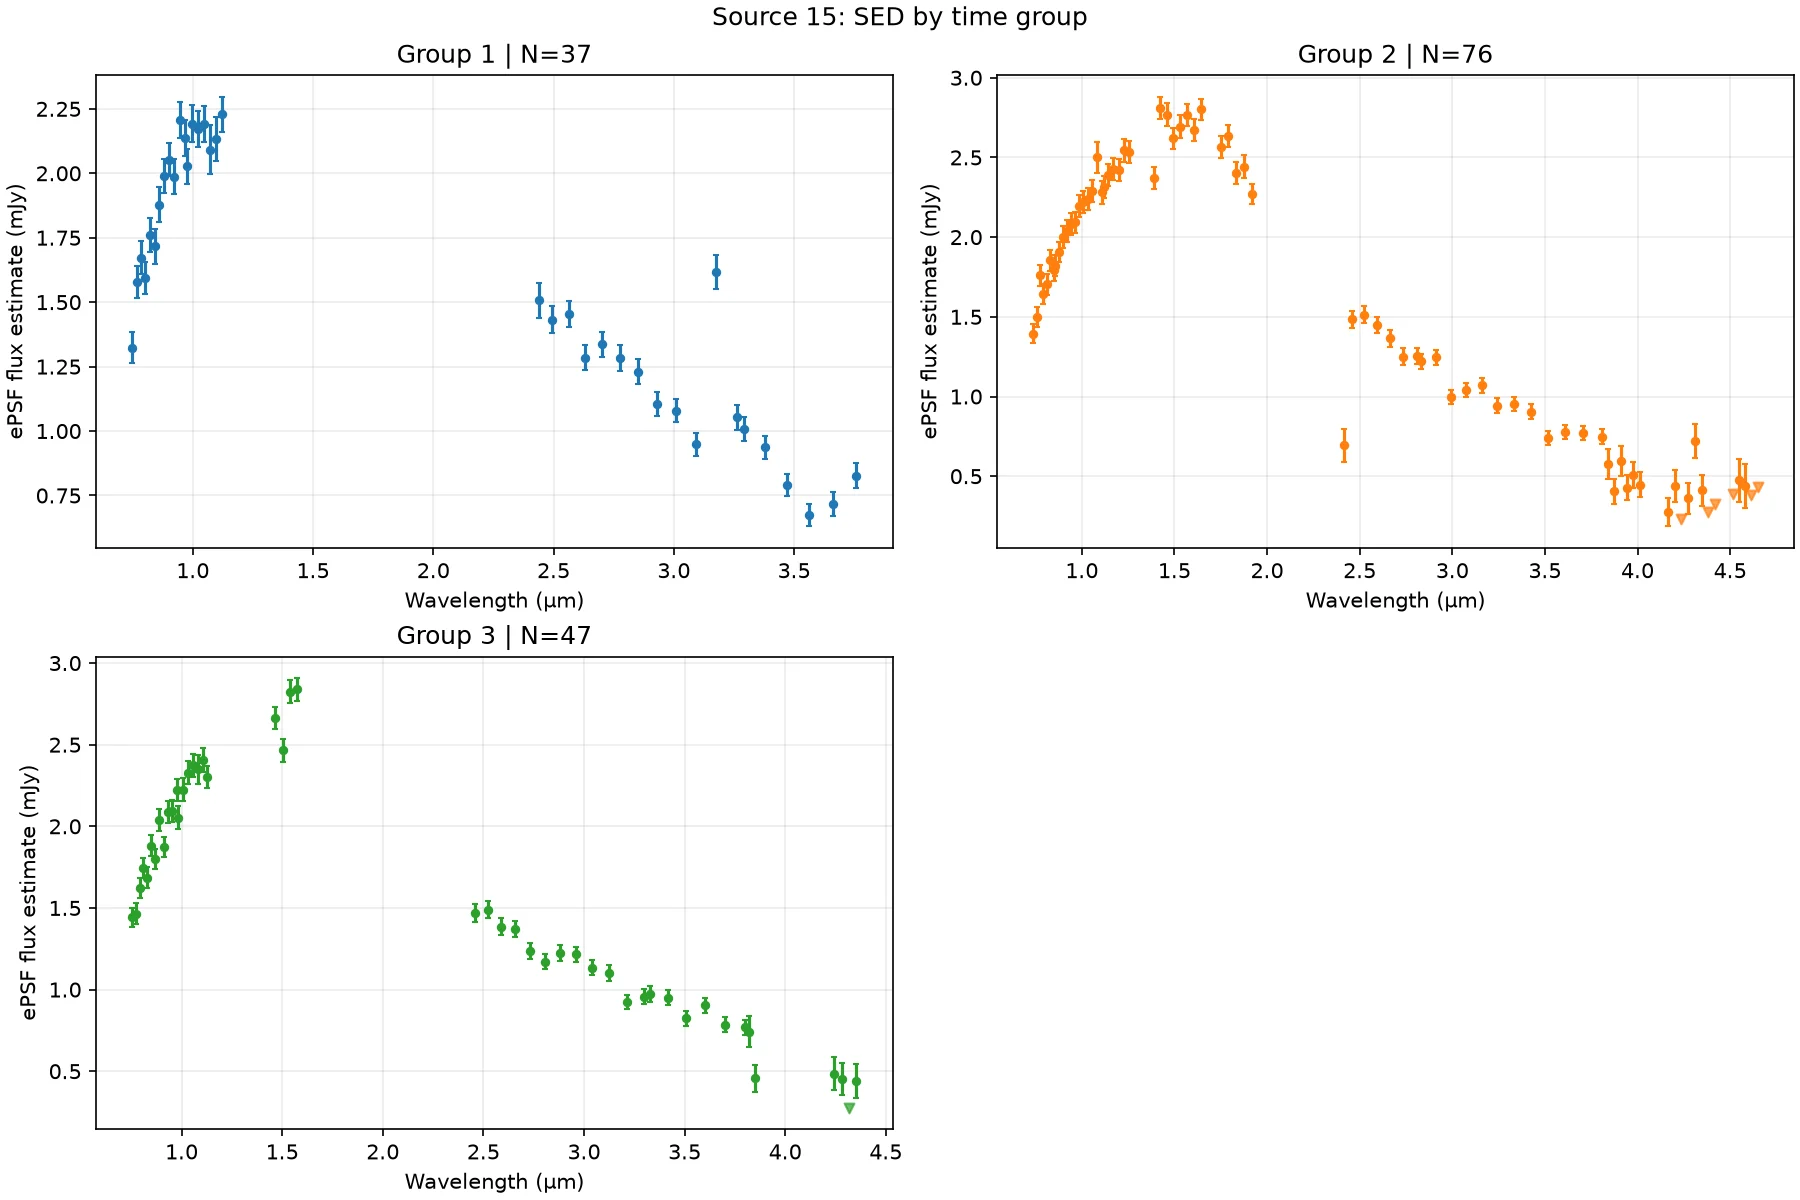 Source 15: SED by time group
Group 1 | N=37
ePSF flux estimate (mJy)
2.25
2.00
1.75
1.50
1.25
1.00
0.75
1.0 1.5 2.0 2.5 3.0 3.5
Wavelength (μm)
Group 2 | N=76
ePSF flux estimate (mJy)
3.0
2.5
2.0
1.5
1.0
0.5
1.0 1.5 2.0 2.5 3.0 3.5 4.0 4.5
Wavelength (μm)
Group 3 | N=47
ePSF flux estimate (mJy)
3.0
2.5
2.0
1.5
1.0
0.5
1.0 1.5 2.0 2.5 3.0 3.5 4.0 4.5
Wavelength (μm)